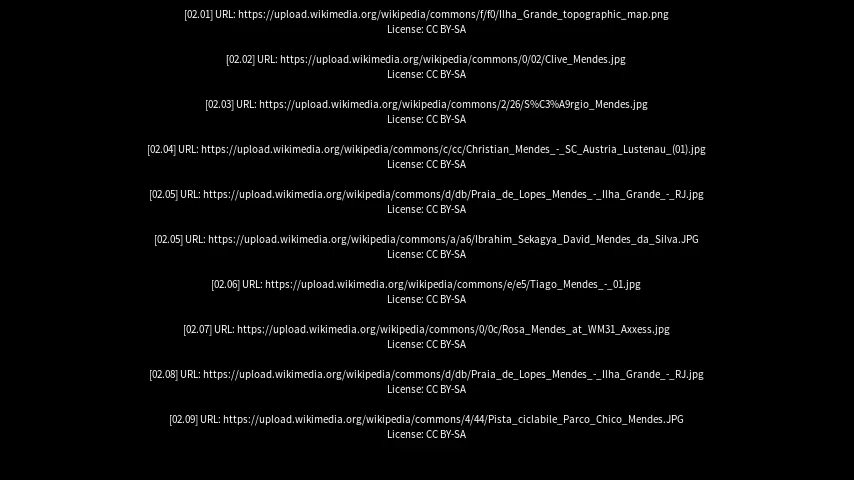 [02.01] URL: https://upload.wikimedia.org/wikipedia/commons/f/f0/Ilha_Grande_topographic_map.png
License: CC BY-SA
[02.02] URL: https://upload.wikimedia.org/wikipedia/commons/0/02/Clive_Mendes.jpg
License: CC BY-SA
[02.03] URL: https://upload.wikimedia.org/wikipedia/commons/2/26/S%C3%A9rgio_Mendes.jpg
License: CC BY-SA
[02.04] URL: https://upload.wikimedia.org/wikipedia/commons/c/cc/Christian_Mendes_-_SC_Austria_Lustenau_(01).jpg
License: CC BY-SA
[02.05] URL: https://upload.wikimedia.org/wikipedia/commons/d/db/Praia_de_Lopes_Mendes_-_Ilha_Grande_-_RJ.jpg
License: CC BY-SA
[02.05] URL: https://upload.wikimedia.org/wikipedia/commons/a/a6/Ibrahim_Sekagya_David_Mendes_da_Silva.JPG
License: CC BY-SA
[02.06] URL: https://upload.wikimedia.org/wikipedia/commons/e/e5/Tiago_Mendes_-_01.jpg
License: CC BY-SA
[02.07] URL: https://upload.wikimedia.org/wikipedia/commons/0/0c/Rosa_Mendes_at_WM31_Axxess.jpg
License: CC BY-SA
[02.08] URL: https://upload.wikimedia.org/wikipedia/commons/d/db/Praia_de_Lopes_Mendes_-_Ilha_Grande_-_RJ.jpg
License: CC BY-SA
[02.09] URL: https://upload.wikimedia.org/wikipedia/commons/4/44/Pista_ciclabile_Parco_Chico_Mendes.JPG
License: CC BY-SA